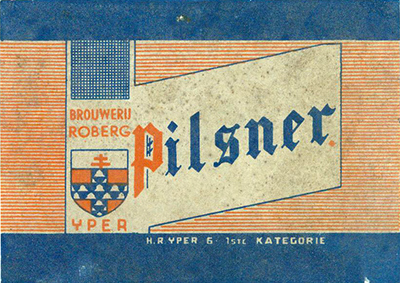 BROUWERIJ
ROBERG
Pilsner.
YPER
H.R.YPER 6 · 1STE KATEGORIE